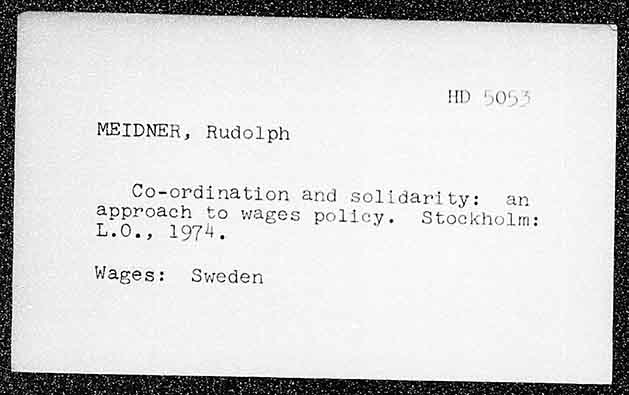 HD 5053
MEIDNER, Rudolph
Co-ordination and solidarity: an
approach to wages policy. Stockholm:
L.O., 1974.
Wages: Sweden